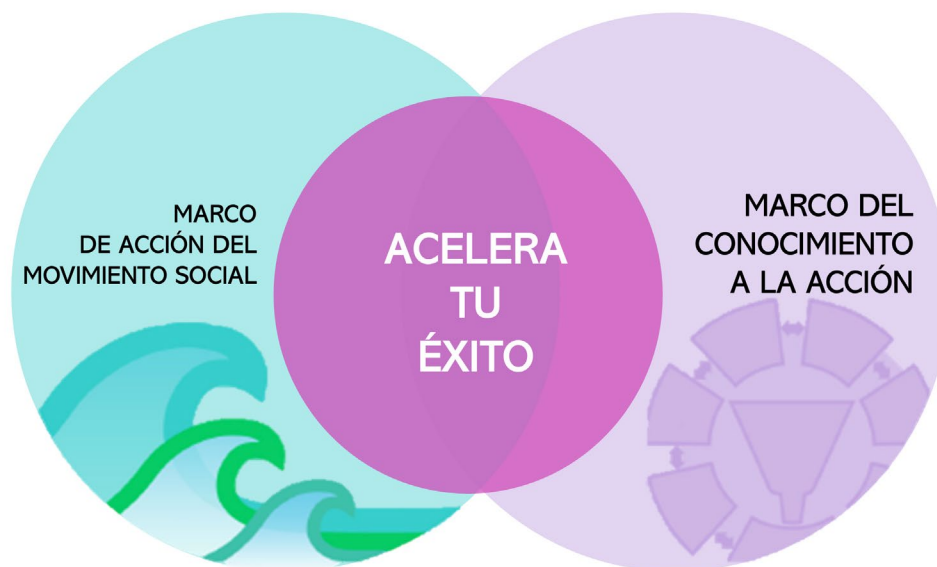 MARCO
DE ACCIÓN DEL
MOVIMIENTO SOCIAL
ACELERA
TU
ÉXITO
MARCO DEL
CONOCIMIENTO
A LA ACCIÓN